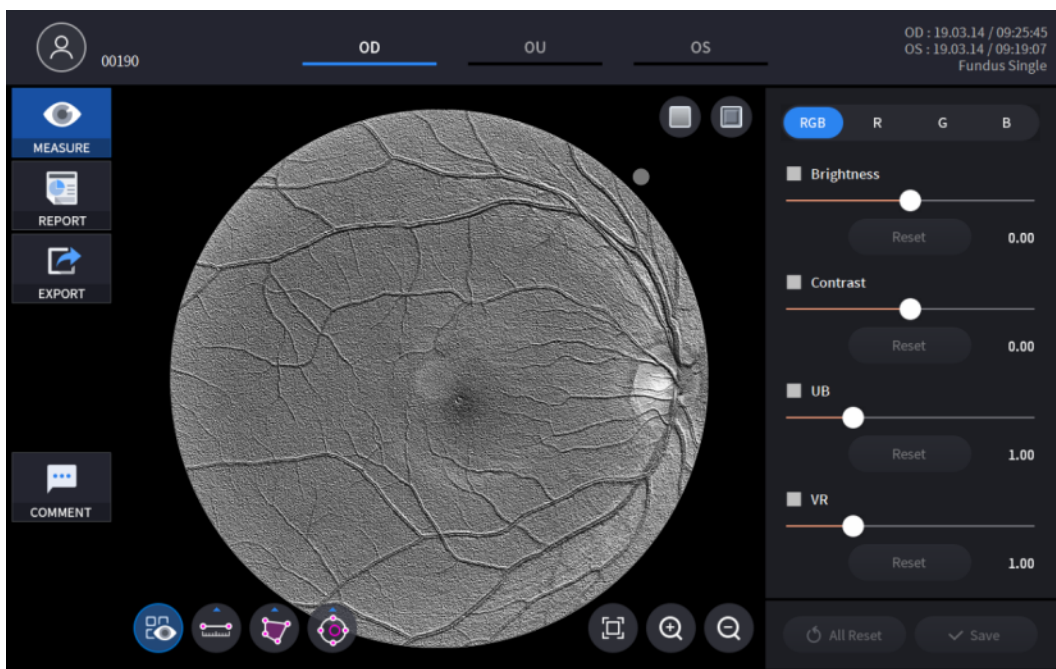 00190
OD
OU
OS
OD : 19.03.14 / 09:25:45
OS : 19.03.14 / 09:19:07
Fundus Single
MEASURE
REPORT
EXPORT
COMMENT
RGB R G B
Brightness
Reset 0.00
Contrast
Reset 0.00
UB
Reset 1.00
VR
Reset 1.00
All Reset Save